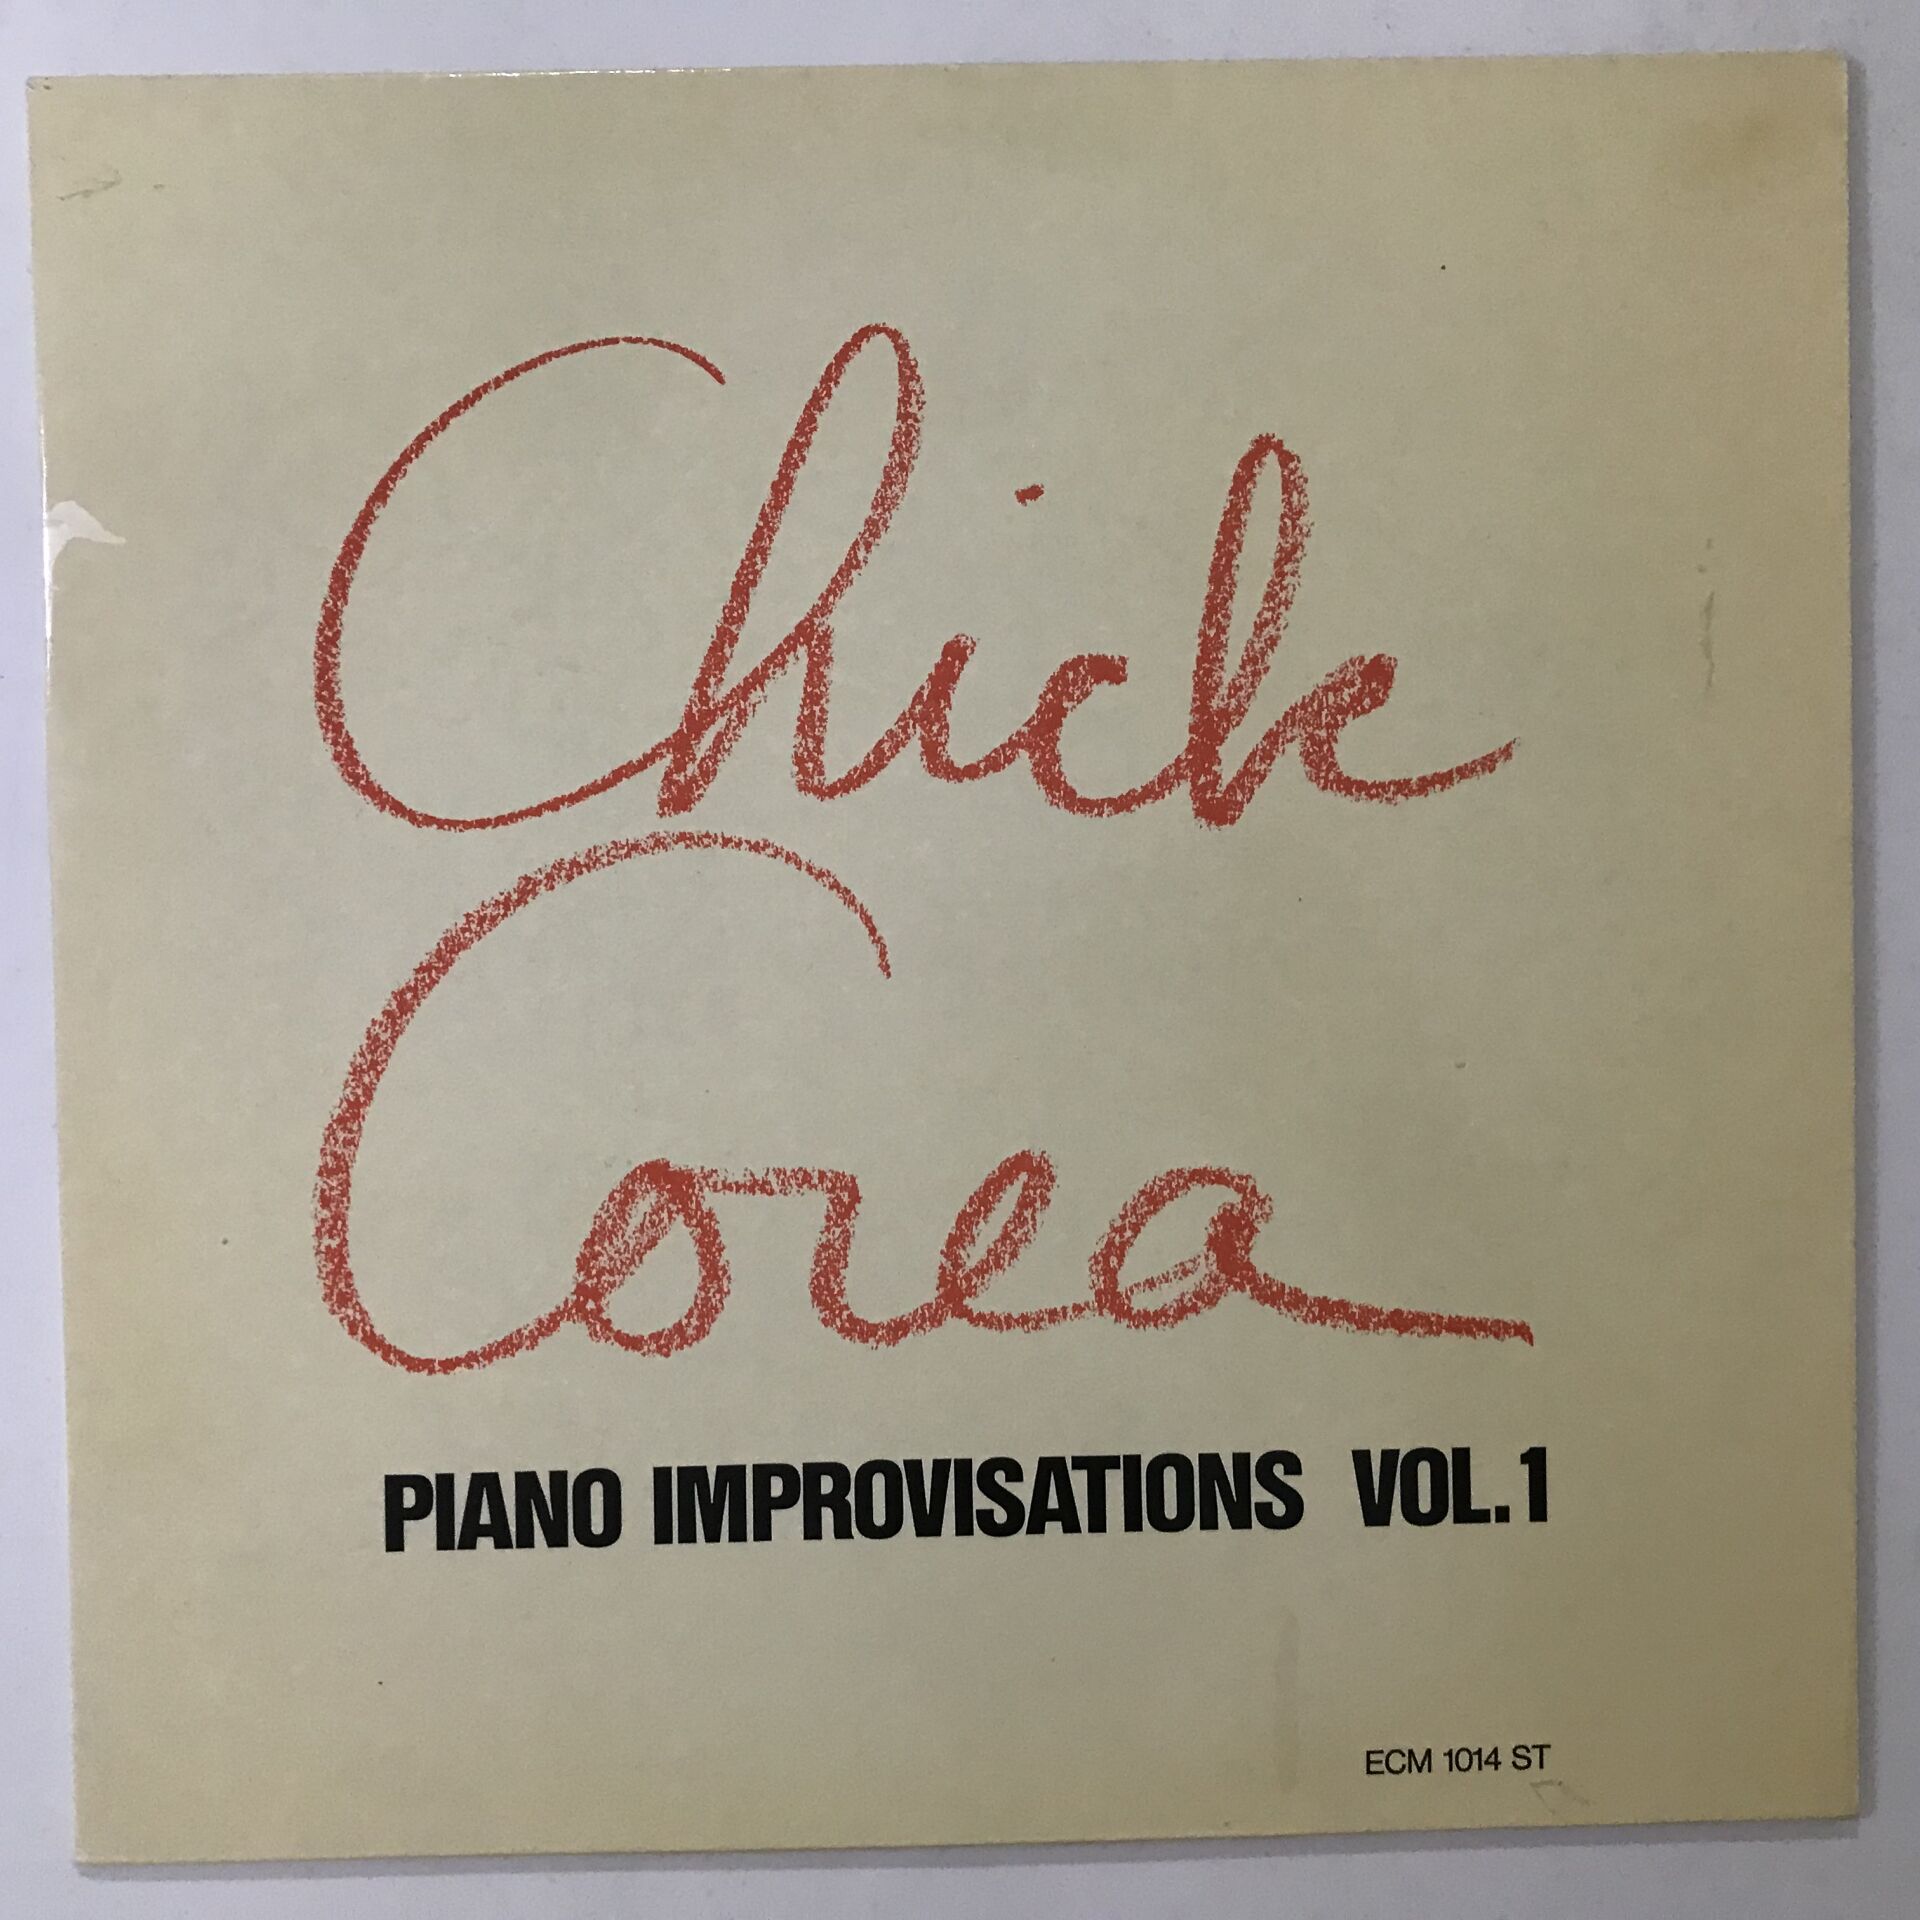 Chick
Corea
PIANO IMPROVISATIONS VOL.1
ECM 1014 ST